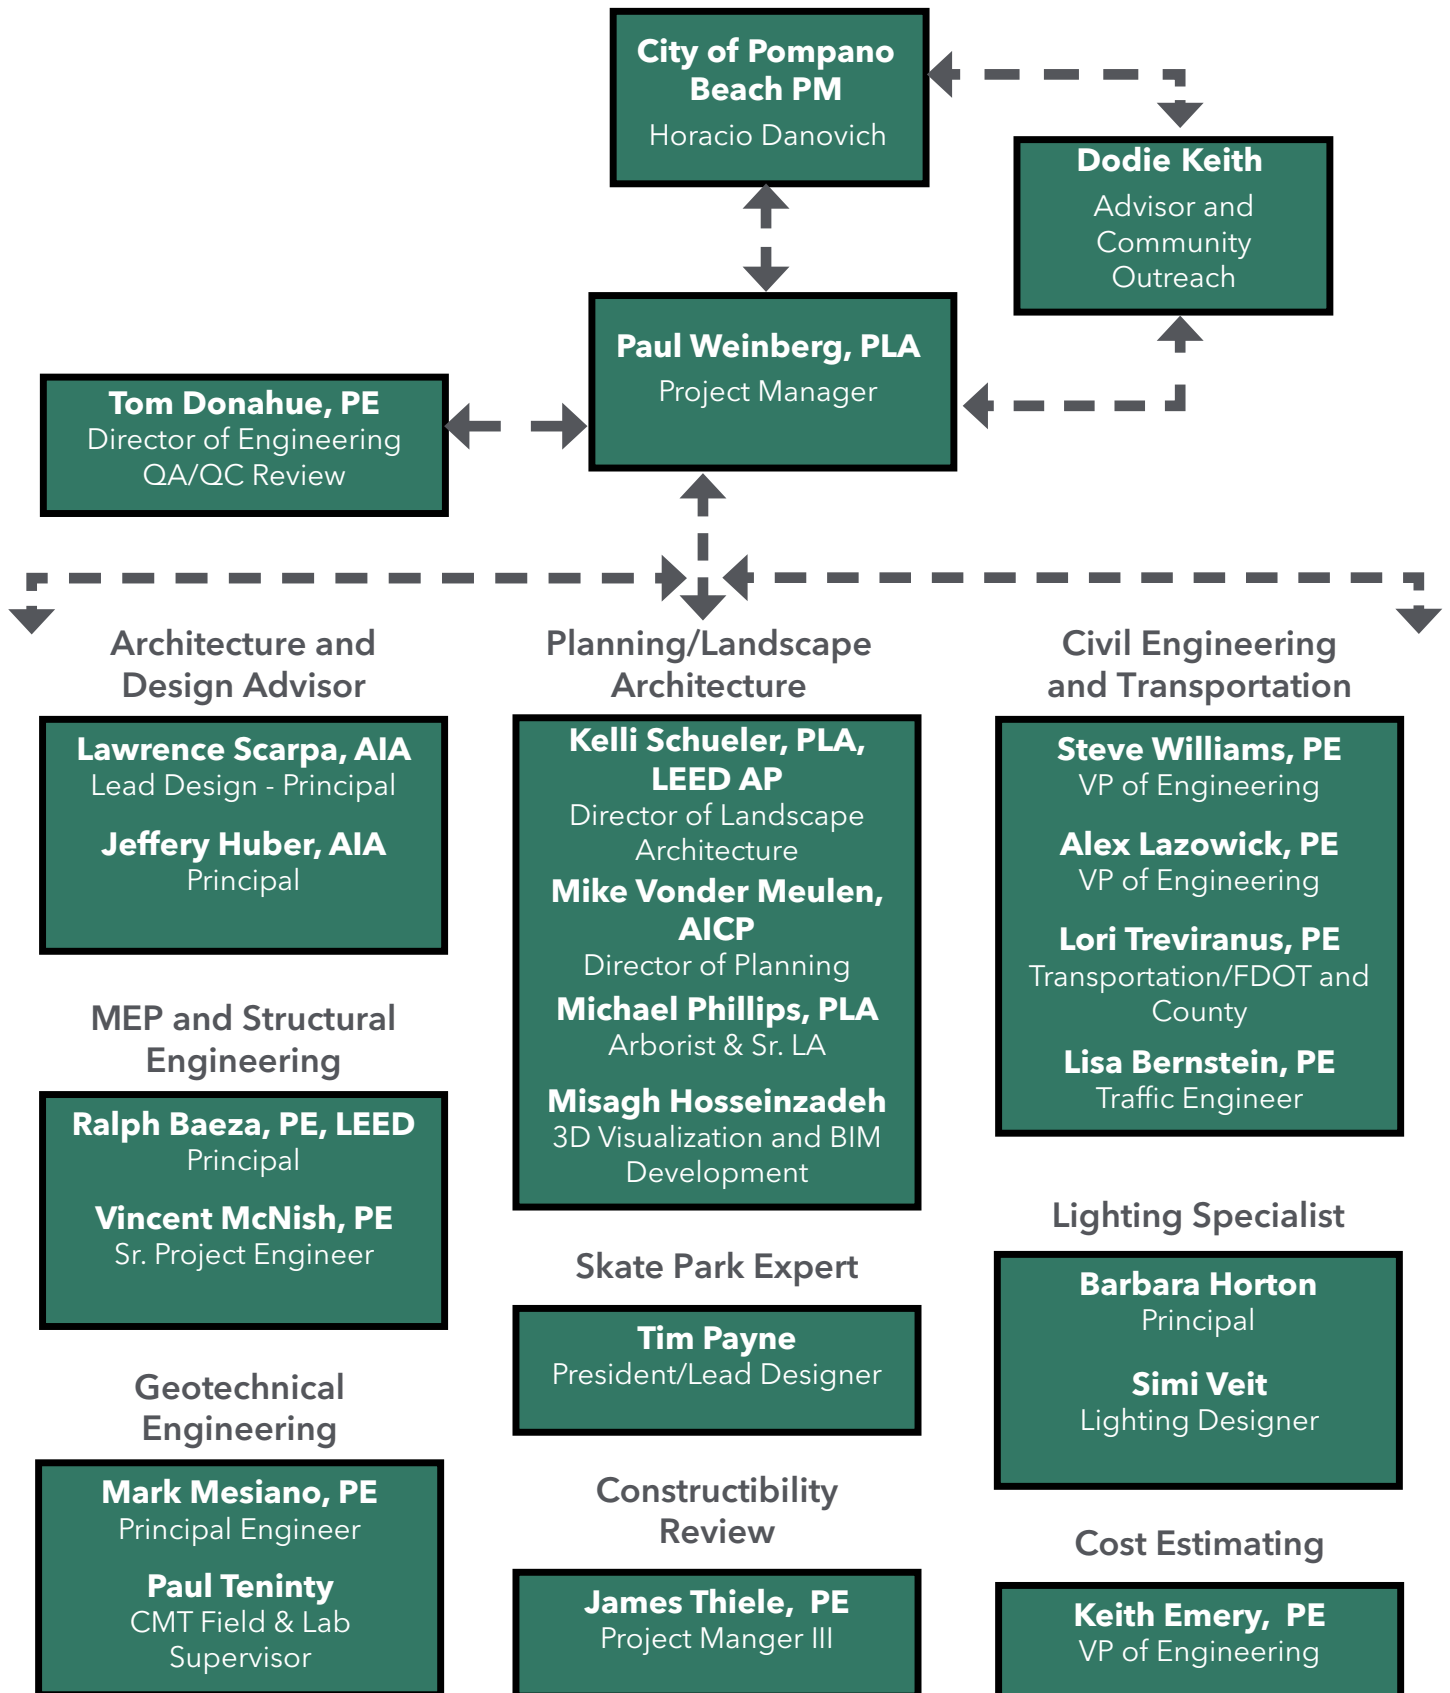 City of Pompano
Beach PM
Horacio Danovich
Dodie Keith
Advisor and
Community
Outreach
Paul Weinberg, PLA
Project Manager
Tom Donahue, PE
Director of Engineering
QA/QC Review
Architecture and
Design Advisor
Lawrence Scarpa, AIA
Lead Design - Principal
Jeffery Huber, AIA
Principal
MEP and Structural
Engineering
Ralph Baeza, PE, LEED
Principal
Vincent McNish, PE
Sr. Project Engineer
Geotechnical
Engineering
Mark Mesiano, PE
Principal Engineer
Paul Teninty
CMT Field & Lab
Supervisor
Planning/Landscape
Architecture
Kelli Schueler, PLA,
LEED AP
Director of Landscape
Architecture
Mike Vonder Meulen,
AICP
Director of Planning
Michael Phillips, PLA
Arborist & Sr. LA
Misagh Hosseinzadeh
3D Visualization and BIM
Development
Skate Park Expert
Tim Payne
President/Lead Designer
Constructibility
Review
James Thiele, PE
Project Manger III
Civil Engineering
and Transportation
Steve Williams, PE
VP of Engineering
Alex Lazowick, PE
VP of Engineering
Lori Treviranus, PE
Transportation/FDOT and
County
Lisa Bernstein, PE
Traffic Engineer
Lighting Specialist
Barbara Horton
Principal
Simi Veit
Lighting Designer
Cost Estimating
Keith Emery, PE
VP of Engineering